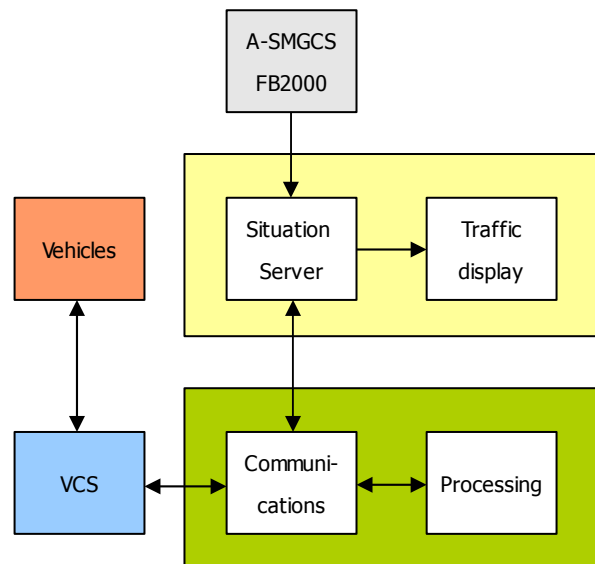 A-SMGCS
FB2000
Vehicles
Situation
Server
Traffic
display
VCS
Communi-
cations
Processing